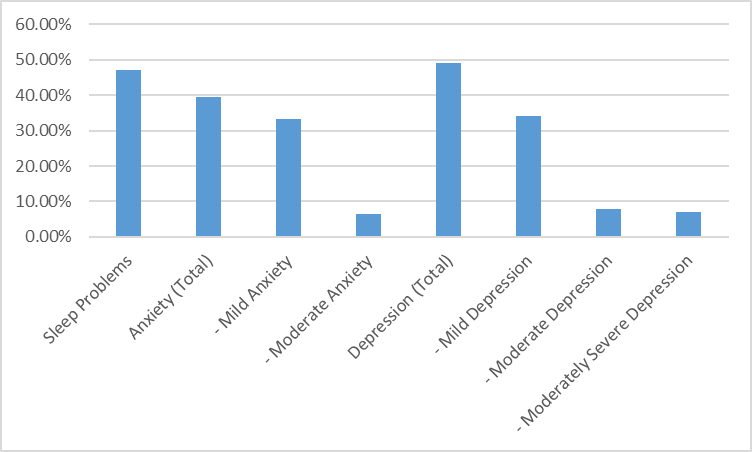 60.00%
50.00%
40.00%
30.00%
20.00%
10.00%
0.00%
Sleep Problems
Anxiety (Total)
- Mild Anxiety
- Moderate Anxiety
Depression (Total)
- Mild Depression
- Moderate Depression
- Moderately Severe Depression